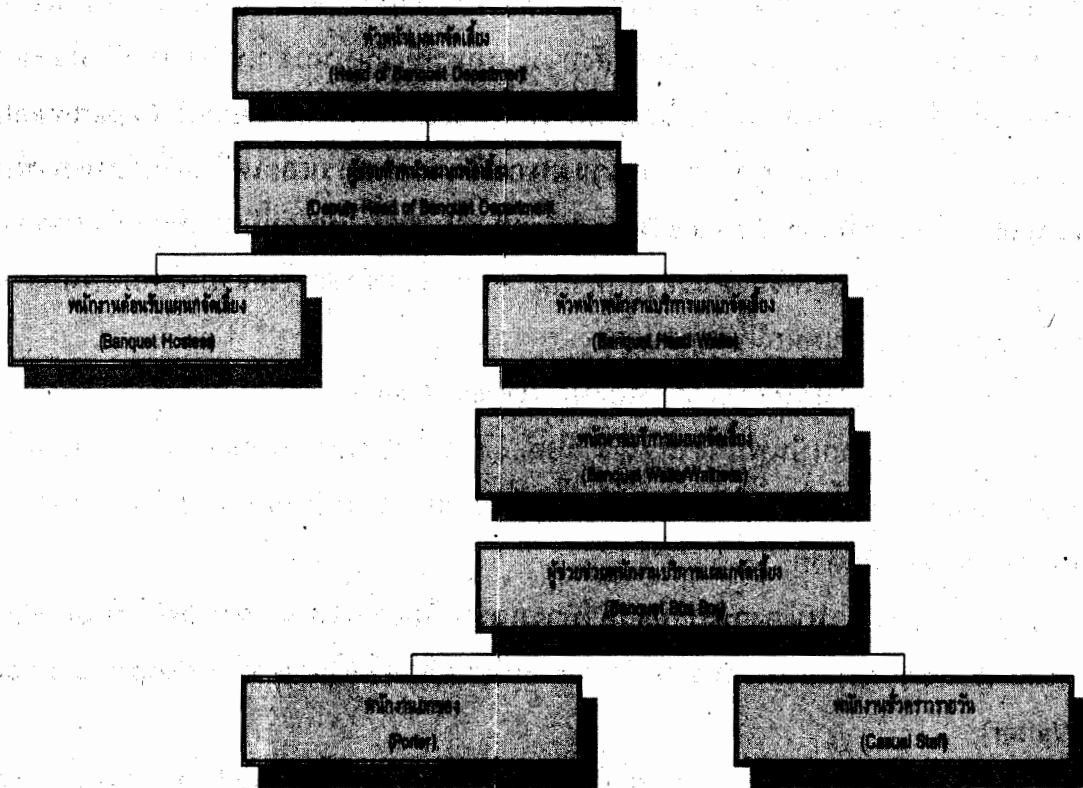 หัวหน้าแผนกจัดเลี้ยง
(Head of Banquet Department)
ผู้ช่วยหัวหน้าแผนกจัดเลี้ยง
(Deputy Head of Banquet Department)
พนักงานต้อนรับแผนกจัดเลี้ยง
(Banquet Hostess)
หัวหน้าพนักงานบริการแผนกจัดเลี้ยง
(Banquet Head Waiter)
พนักงานบริการแผนกจัดเลี้ยง
(Banquet Waiter/Waitress)
ผู้ช่วยช่วยพนักงานบริการแผนกจัดเลี้ยง
(Banquet Bus Boy)
พนักงานยกของ
(Porter)
พนักงานชั่วคราวรายวัน
(Casual Staff)